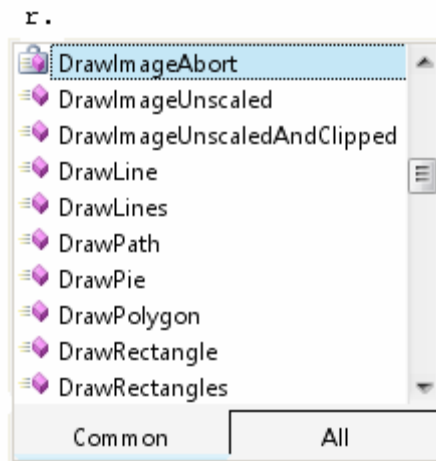 r.
DrawImageAbort
DrawImageUnscaled
DrawImageUnscaledAndClipped
DrawLine
DrawLines
DrawPath
DrawPie
DrawPolygon
DrawRectangle
DrawRectangles
Common All